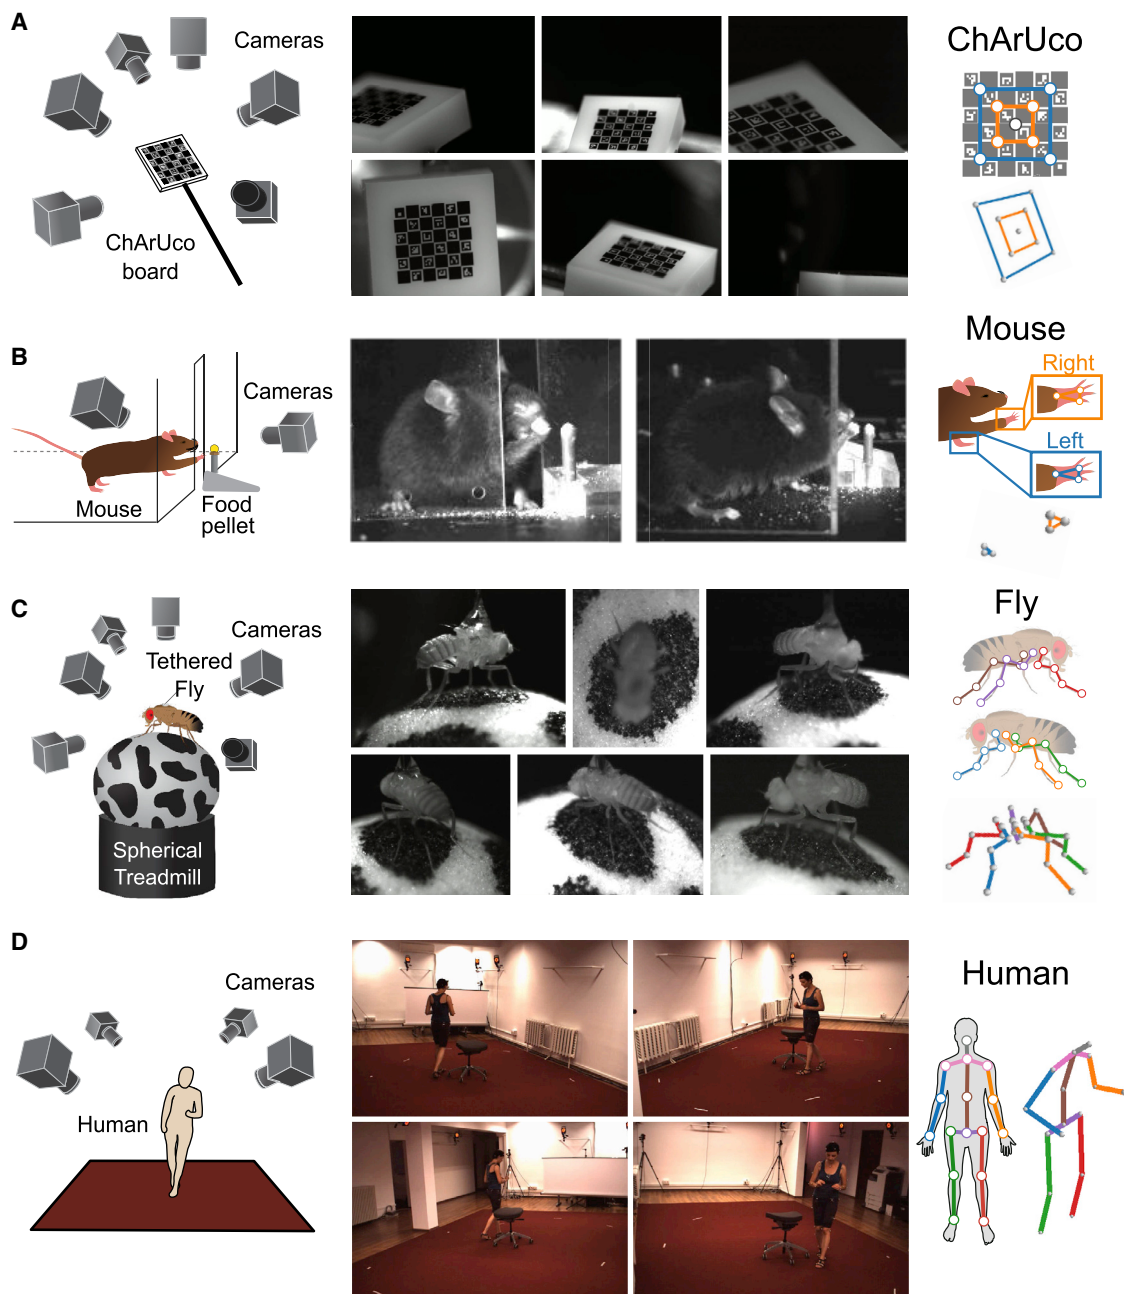 A
Cameras
ChArUco
board
ChArUco
B
Cameras
Mouse
Food
pellet
Mouse
Right
Left
C
Cameras
Tethered
Fly
Spherical
Treadmill
Fly
D
Cameras
Human
Human